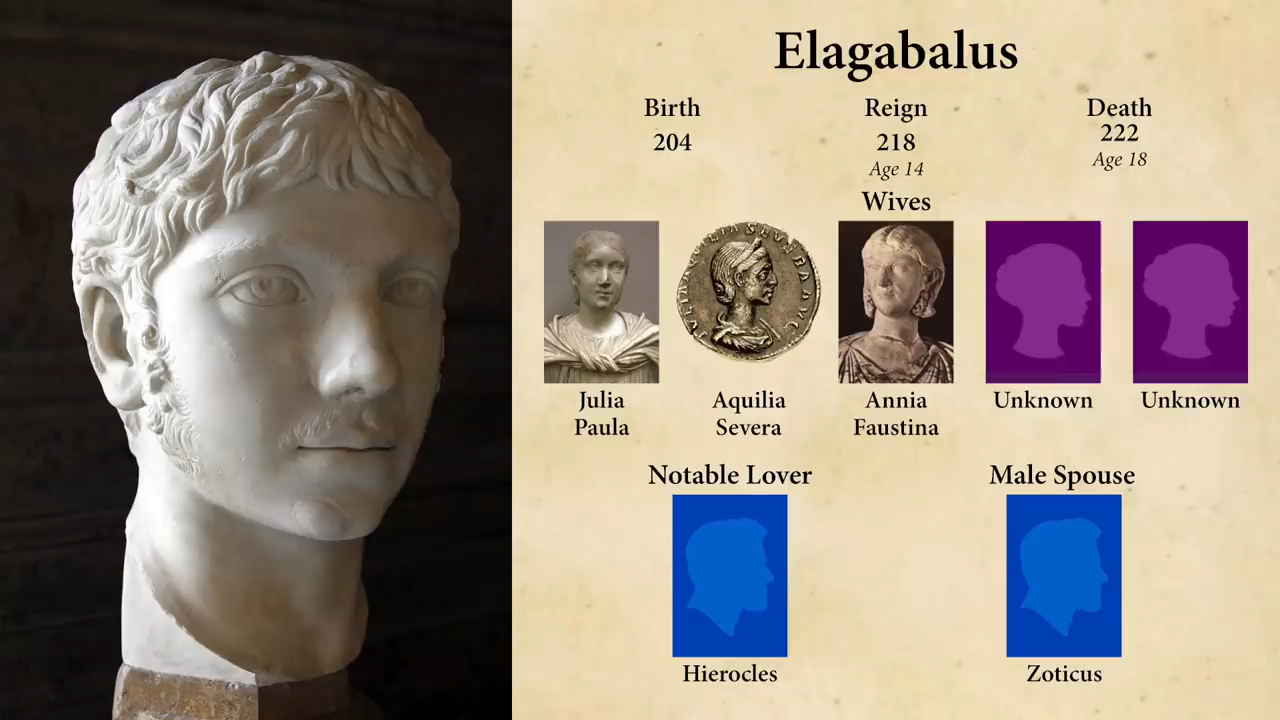 Elagabalus
Birth
204
Reign
218
Age 14
Death
222
Age 18
Wives
Julia
Paula
Aquilia
Severa
Annia
Faustina
Unknown
Unknown
Notable Lover
Hierocles
Male Spouse
Zoticus